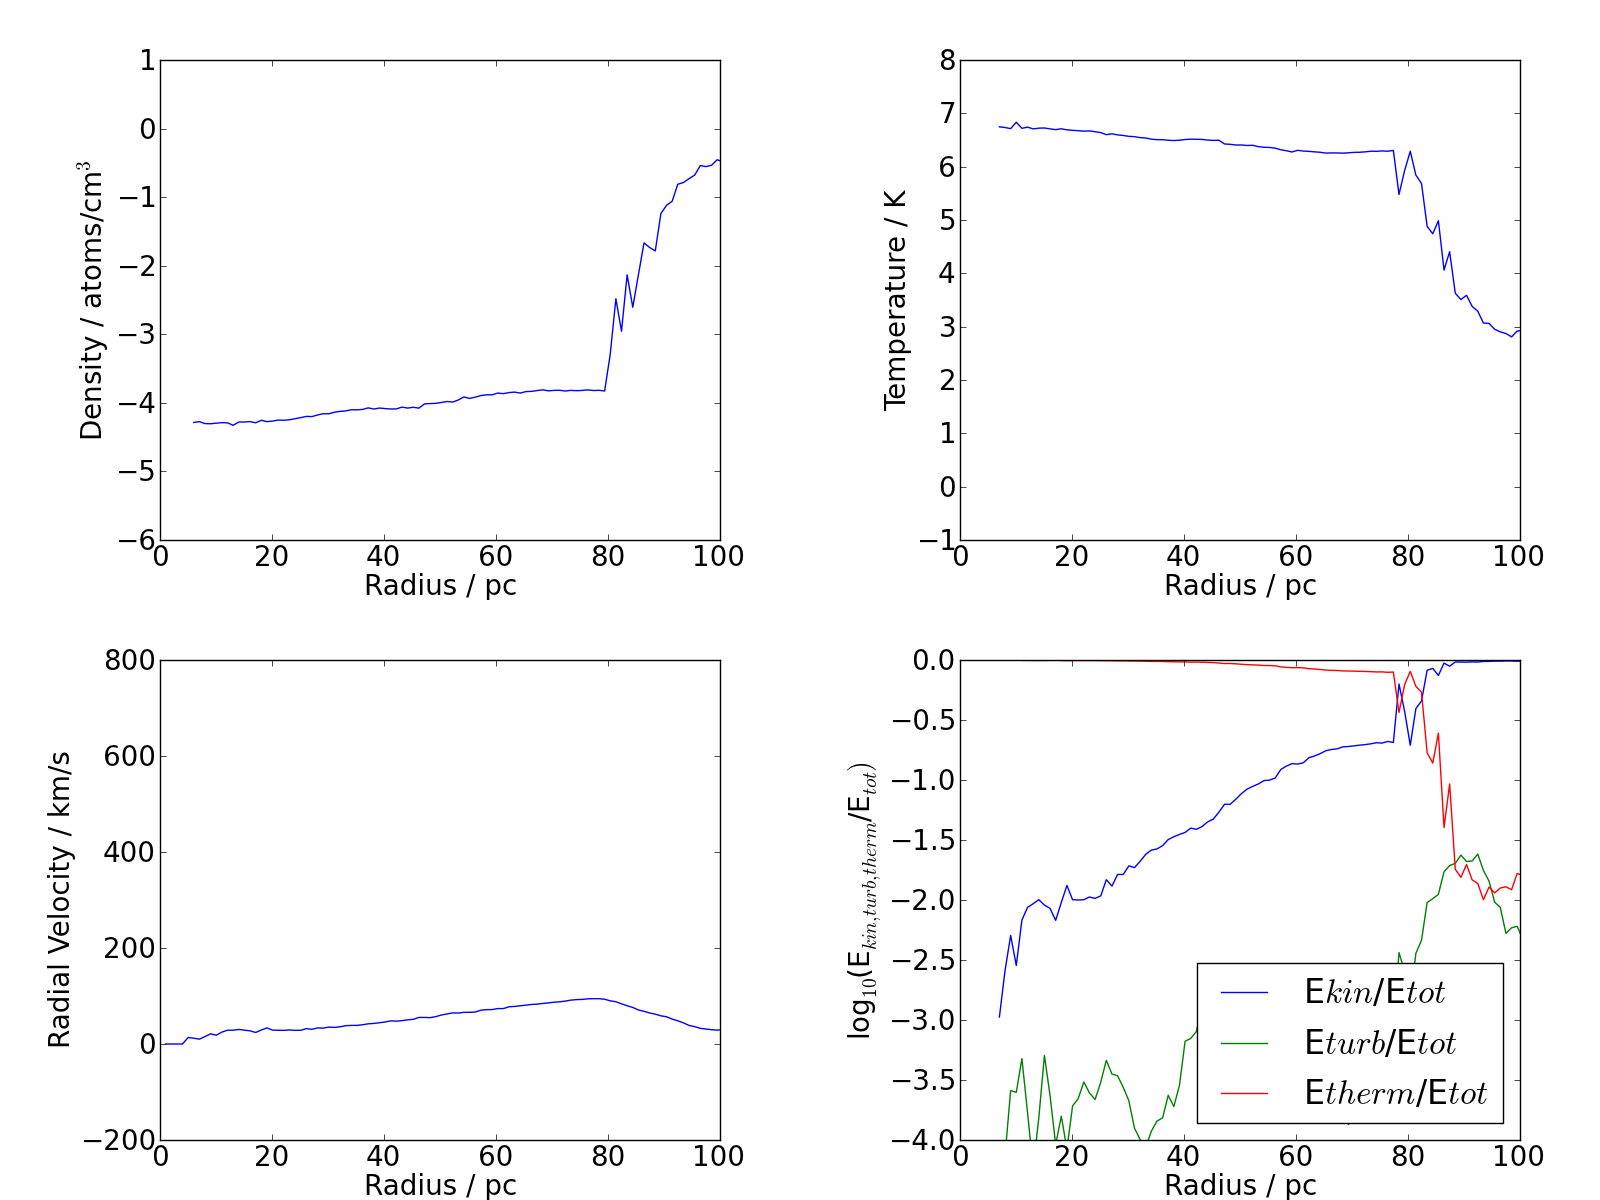 1
0
−1
−2
−3
−4
−5
−6
0 20 40 60 80 100
Radius / pc
Density / atoms/cm³
8
7
6
5
4
3
2
1
0
−1
0 20 40 60 80 100
Radius / pc
Temperature / K
800
600
400
200
0
−200
0 20 40 60 80 100
Radius / pc
Radial Velocity / km/s
0.0
−0.5
−1.0
−1.5
−2.0
−2.5
−3.0
−3.5
−4.0
0 20 40 60 80 100
Radius / pc
log₁₀(E_kin,turb,therm/E_tot)
Ekin/Etot
Eturb/Etot
Etherm/Etot